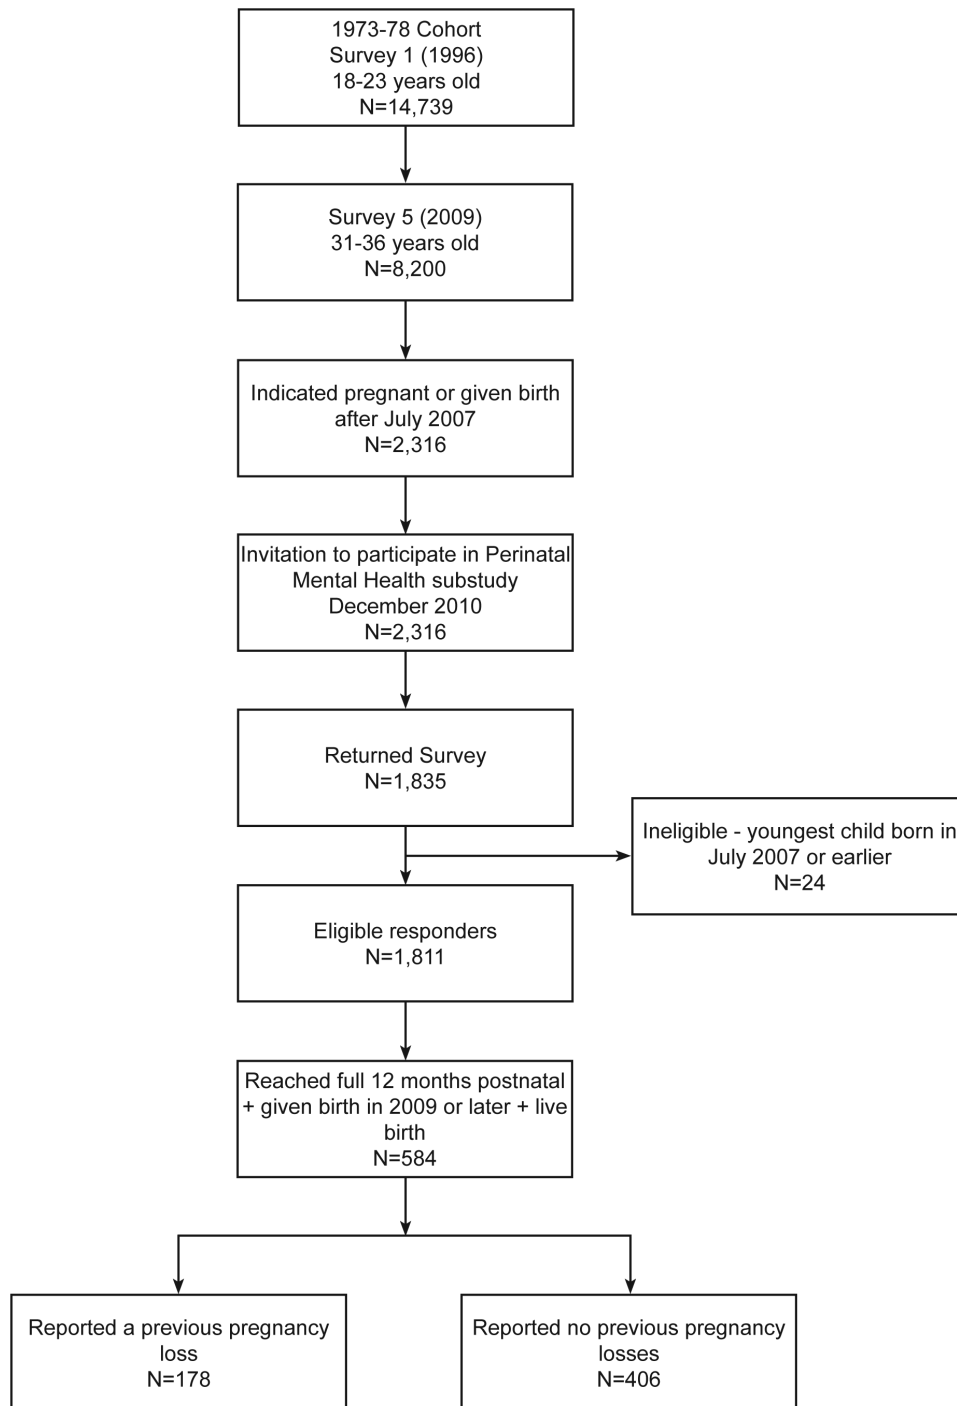 1973-78 Cohort
Survey 1 (1996)
18-23 years old
N=14,739
Survey 5 (2009)
31-36 years old
N=8,200
Indicated pregnant or given birth
after July 2007
N=2,316
Invitation to participate in Perinatal
Mental Health substudy
December 2010
N=2,316
Returned Survey
N=1,835
Ineligible - youngest child born in
July 2007 or earlier
N=24
Eligible responders
N=1,811
Reached full 12 months postnatal
+ given birth in 2009 or later + live
birth
N=584
Reported a previous pregnancy
loss
N=178
Reported no previous pregnancy
losses
N=406